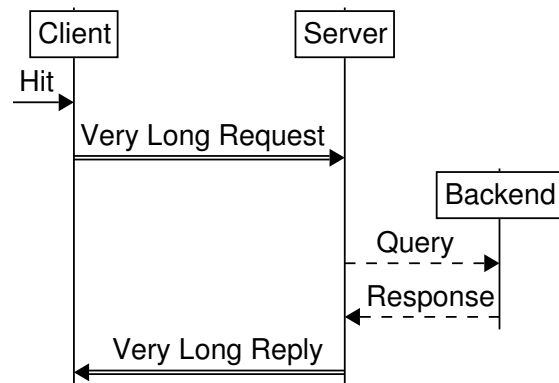 Client
Server
Hit
Very Long Request
Backend
Query
Response
Very Long Reply